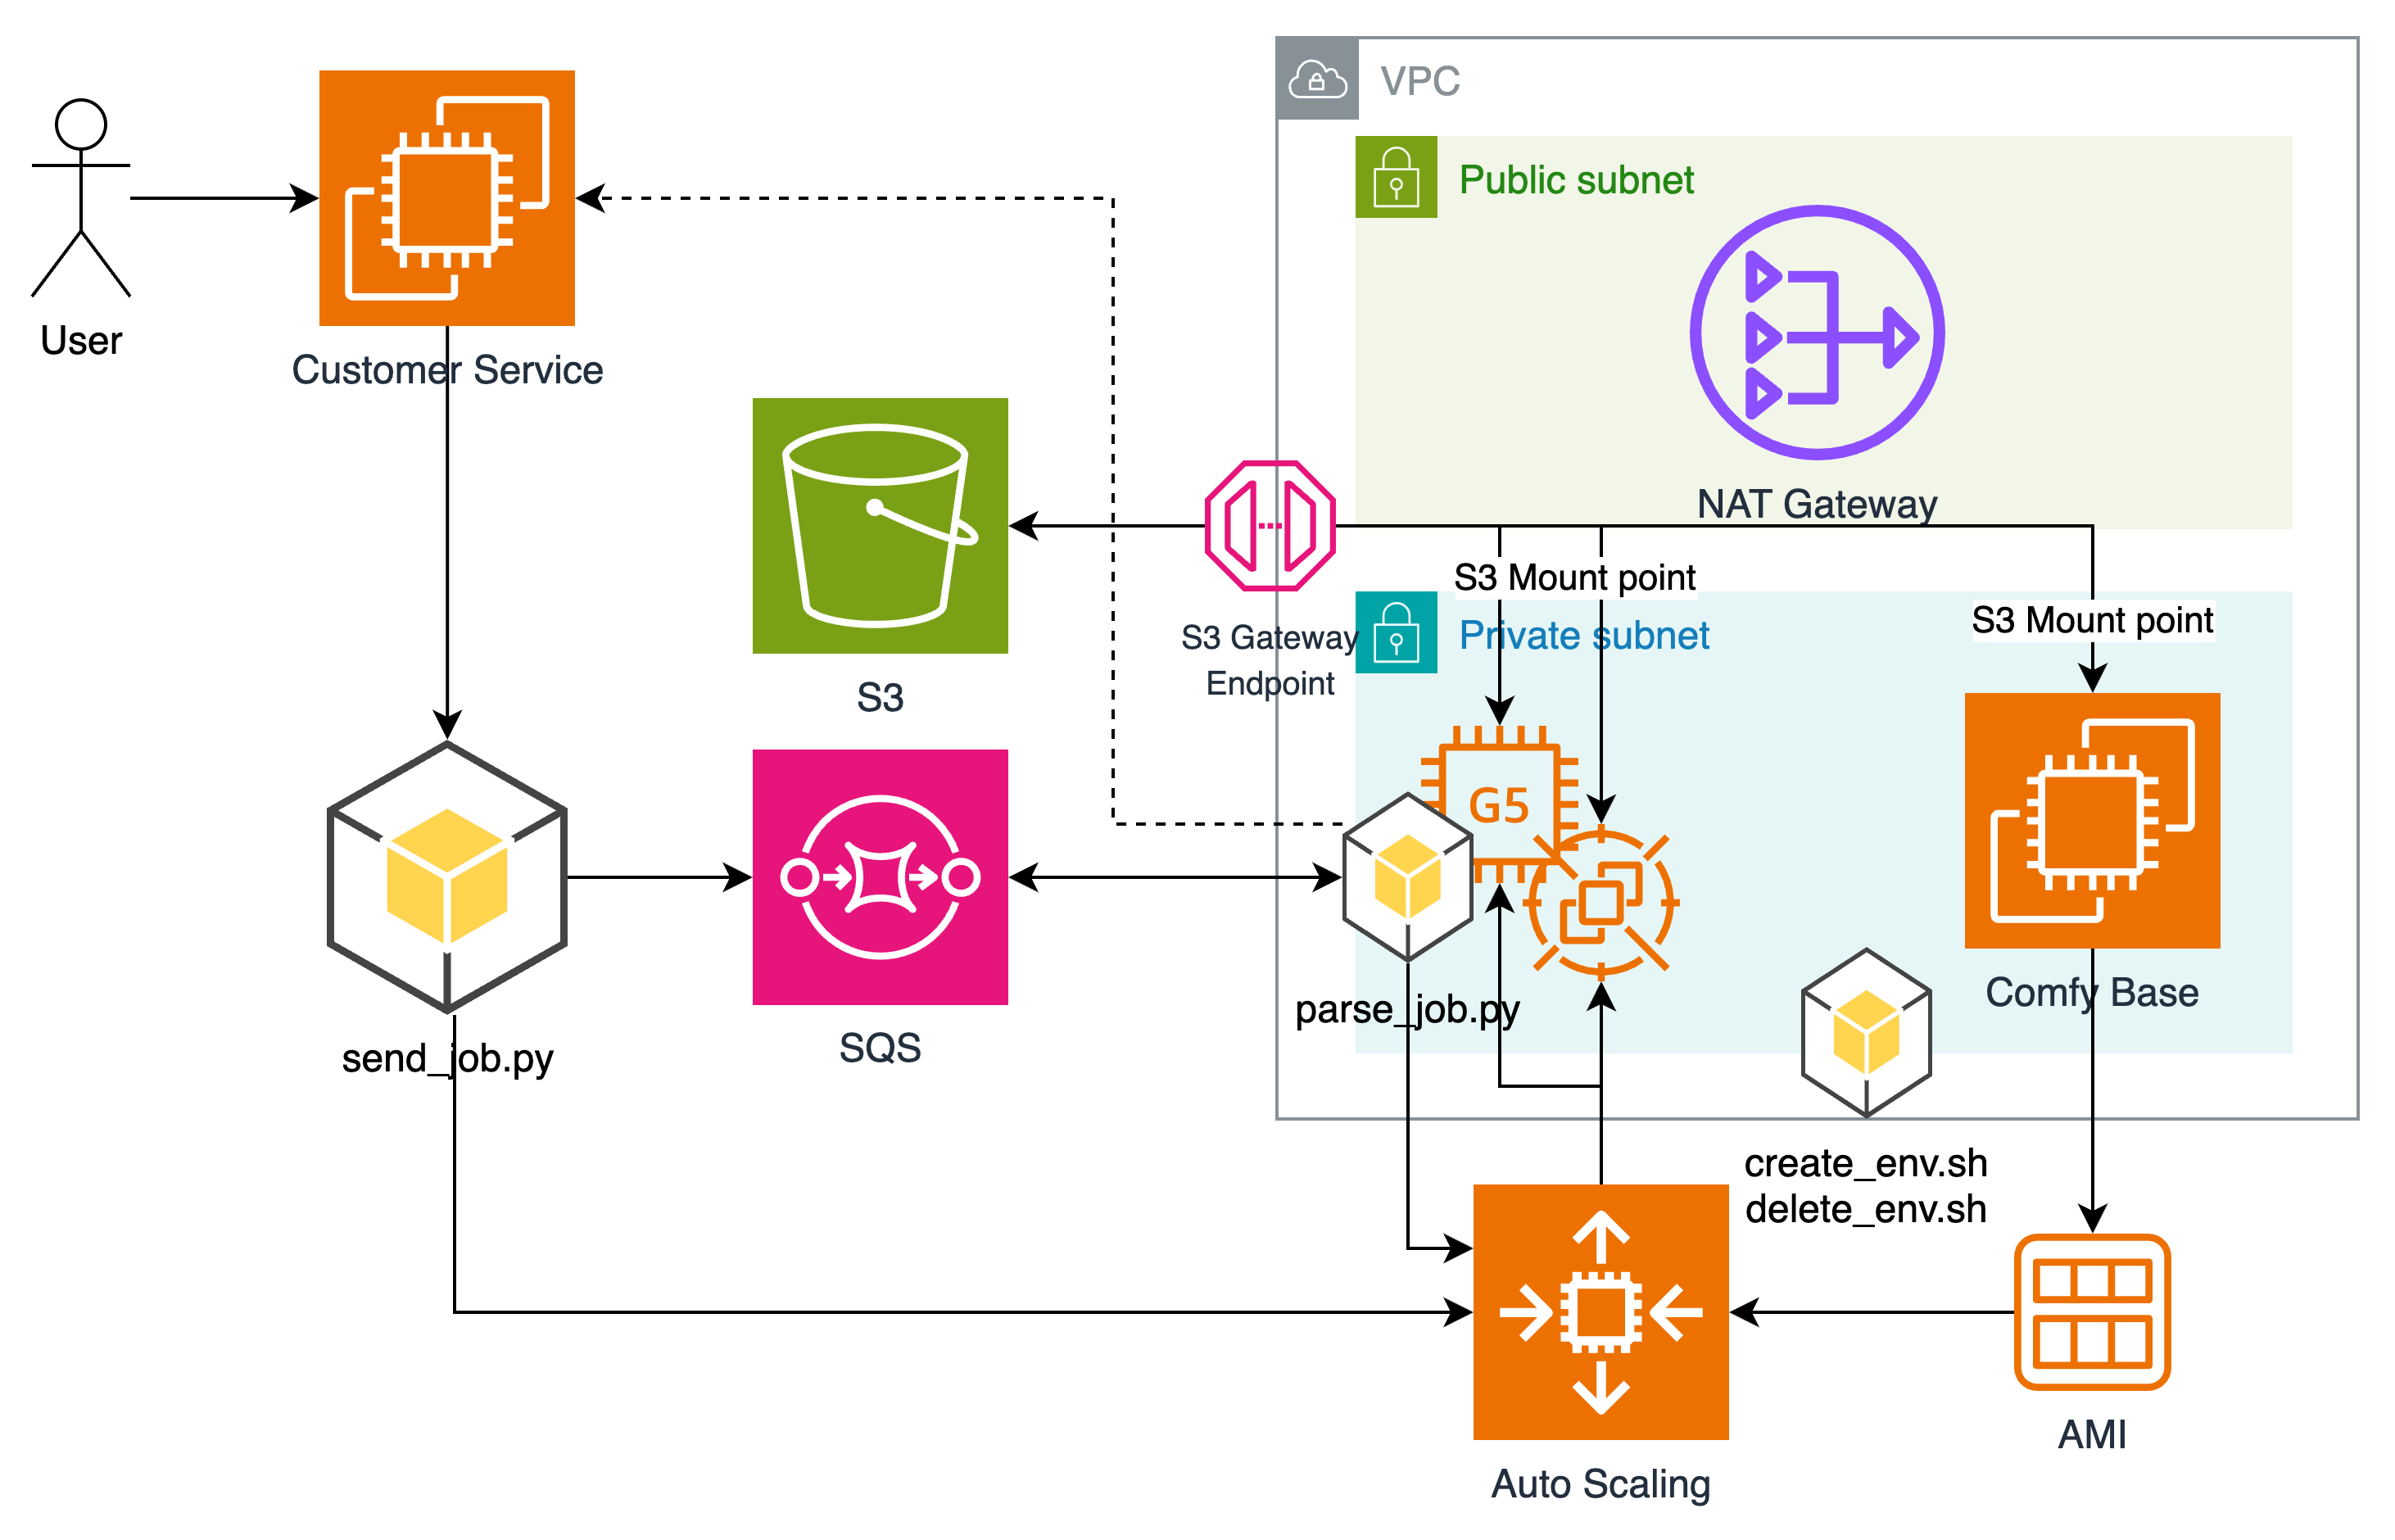 VPC
Public subnet
User
Customer Service
NAT Gateway
S3 Mount point
S3 Mount point
S3 Gateway
Endpoint
Private subnet
S3
G5
Comfy Base
parse_job.py
send_job.py
SQS
create_env.sh
delete_env.sh
AMI
Auto Scaling